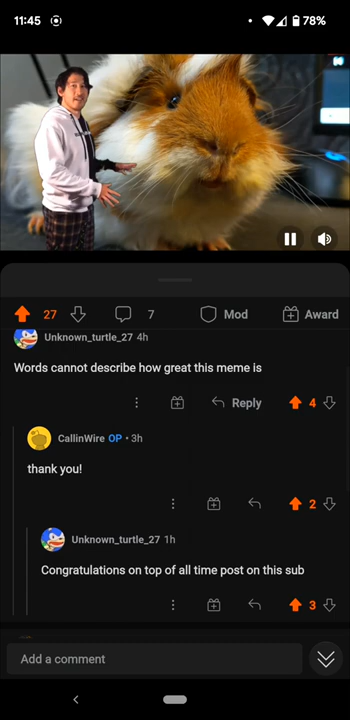 11:45
78%
27
7
Mod
Award
Unknown_turtle_27 4h
Words cannot describe how great this meme is
Reply
4
CallinWire OP • 3h
thank you!
2
Unknown_turtle_27 1h
Congratulations on top of all time post on this sub
3
Add a comment